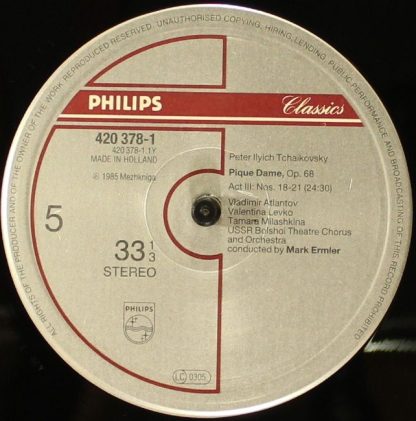 ALL RIGHTS OF THE PRODUCER AND OF THE OWNER OF THE WORK REPRODUCED RESERVED. UNAUTHORISED COPYING, HIRING, LENDING, PUBLIC PERFORMANCE AND BROADCASTING OF THIS RECORD PROHIBITED
PHILIPS
Classics
420 378-1
420 378-1 1Y
MADE IN HOLLAND
℗ 1985 Mezhkniga
5
33 1/3
STEREO
Peter Ilyich Tchaikovsky
Pique Dame, Op. 68
Act III: Nos. 18-21 (24:30)
Vladimir Atlantov
Valentina Levko
Tamara Milashkina
USSR Bolshoi Theatre Chorus
and Orchestra
conducted by Mark Ermler
PHILIPS
LC 0305